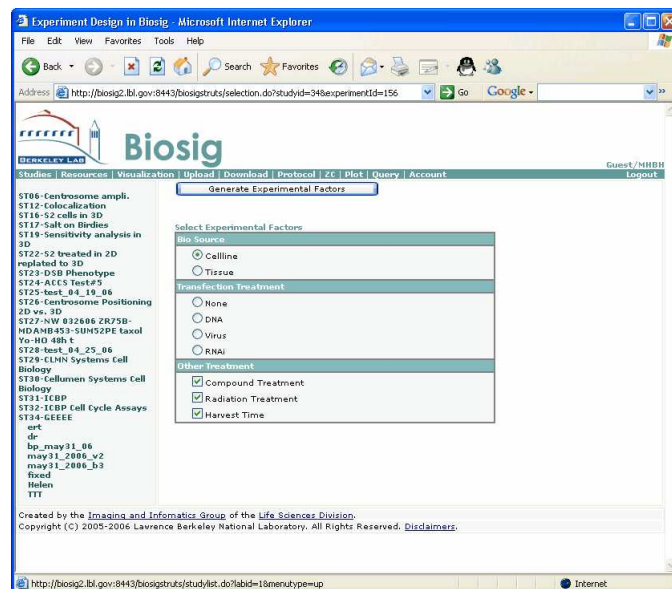 Experiment Design in Biosig - Microsoft Internet Explorer
File Edit View Favorites Tools Help
Back Search Favorites
Address http://biosig2.lbl.gov:8443/biosigstruts/selection.do?studyid=34&experimentId=156 Go Google
BERKELEY LAB
Biosig
Guest/MHBH
Studies | Resources | Visualization | Upload | Download | Protocol | ZC | Plot | Query | Account Logout
Generate Experimental Factors
ST06-Centrosome ampli.
ST12-Colocalization
ST16-S2 cells in 3D
ST17-Salt on Birdies
ST19-Sensitivity analysis in
3D
ST22-S2 treated in 2D
replated to 3D
ST23-DSB Phenotype
ST24-ACCS Test#5
ST25-test_04_19_06
ST26-Centrosome Positioning
2D vs. 3D
ST27-NW 032606 ZR75B-
MDAMB453-SUM52PE taxol
Yo-HO 48h t
ST28-test_04_25_06
ST29-CLMN Systems Cell
Biology
ST30-Cellumen Systems Cell
Biology
ST31-ICBP
ST32-ICBP Cell Cycle Assays
ST34-GEEEE
ert
dr
bp_may31_06
may31_2006_v2
may31_2006_b3
fixed
Helen
TTT
Select Experimental Factors
Bio Source
Cellline
Tissue
Transfection Treatment
None
DNA
Virus
RNAi
Other Treatment
Compound Treatment
Radiation Treatment
Harvest Time
Created by the Imaging and Infomatics Group of the Life Sciences Division.
Copyright (C) 2005-2006 Lawrence Berkeley National Laboratory. All Rights Reserved. Disclaimers.
http://biosig2.lbl.gov:8443/biosigstruts/studylist.do?labid=1&menutype=up Internet